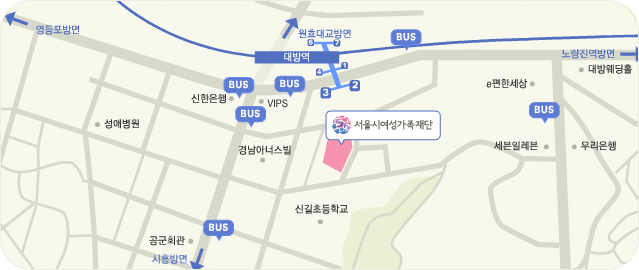 영등포방면
원효대교방면
6
7
BUS
대방역
노량진역방면
1
4
대방웨딩홀
BUS
BUS
e편한세상
2
3
신한은행
VIPS
BUS
BUS
성애병원
서울시여성가족재단
경남아너스빌
세븐일레븐
우리은행
신길초등학교
BUS
공군회관
시흥방면